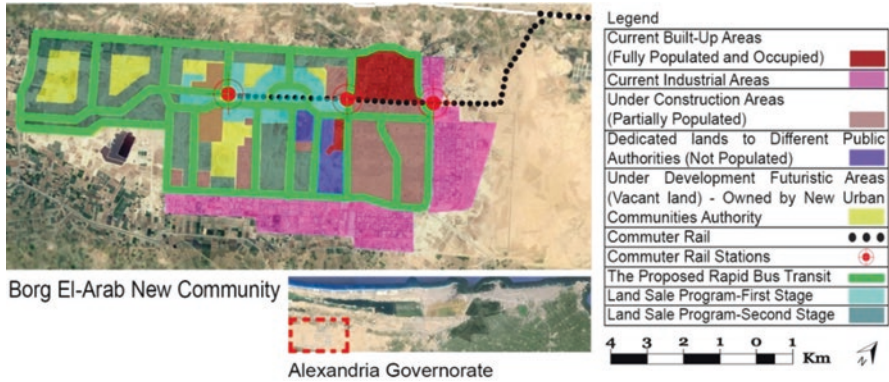 Legend
Current Built-Up Areas
(Fully Populated and Occupied)
Current Industrial Areas
Under Construction Areas
(Partially Populated)
Dedicated lands to Different Public
Authorities (Not Populated)
Under Development Futuristic Areas
(Vacant land) - Owned by New Urban
Communities Authority
Commuter Rail
Commuter Rail Stations
The Proposed Rapid Bus Transit
Land Sale Program-First Stage
Land Sale Program-Second Stage
4 3 2 1 0 1
Km
N
Borg El-Arab New Community
Alexandria Governorate